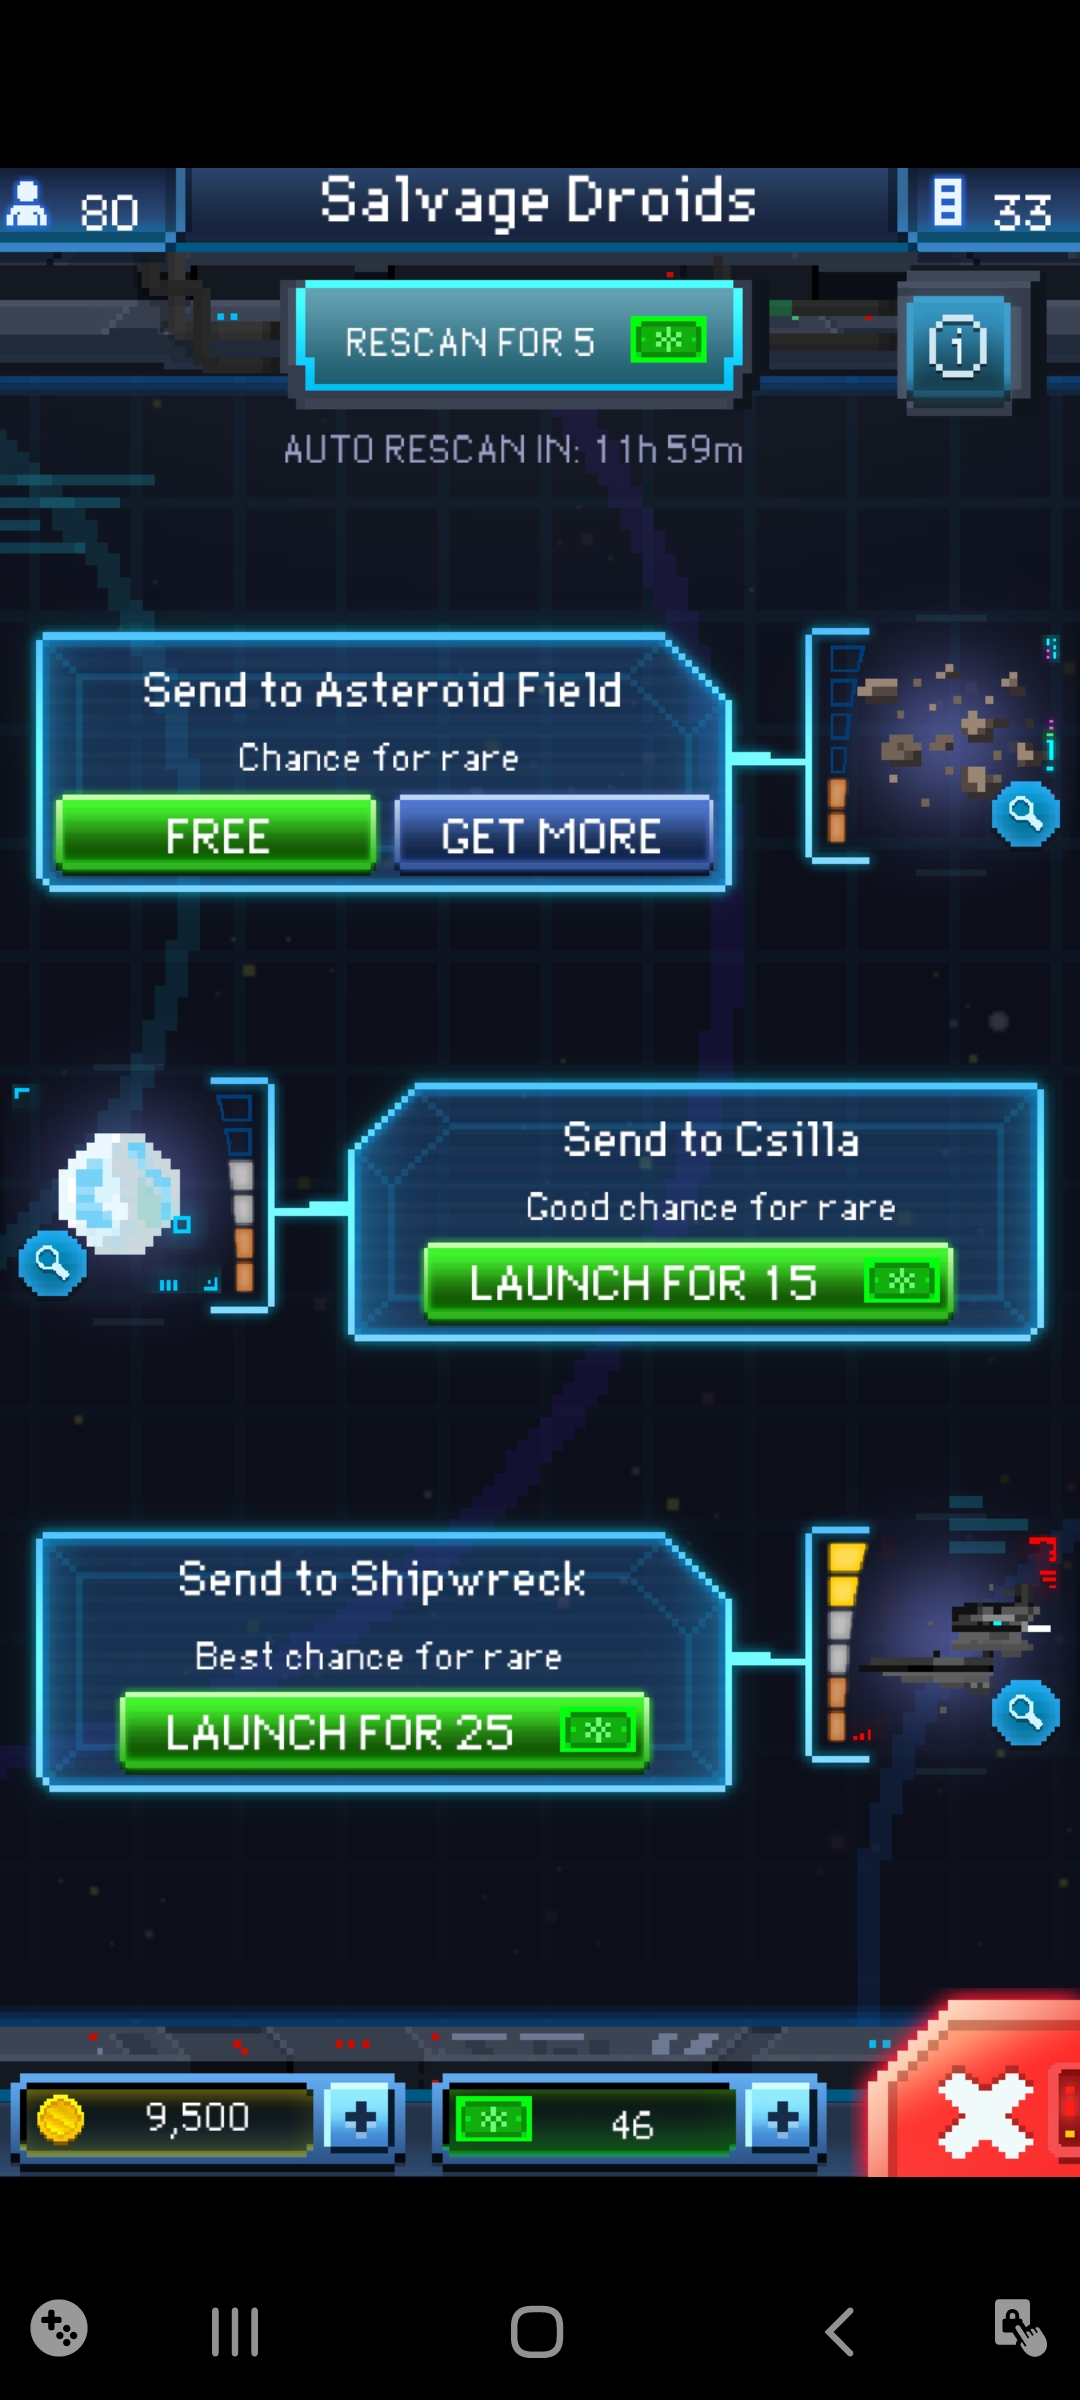 80
Salvage Droids
33
RESCAN FOR 5
AUTO RESCAN IN: 11h 59m
Send to Asteroid Field
Chance for rare
FREE
GET MORE
Send to Csilla
Good chance for rare
LAUNCH FOR 15
Send to Shipwreck
Best chance for rare
LAUNCH FOR 25
9,500
46